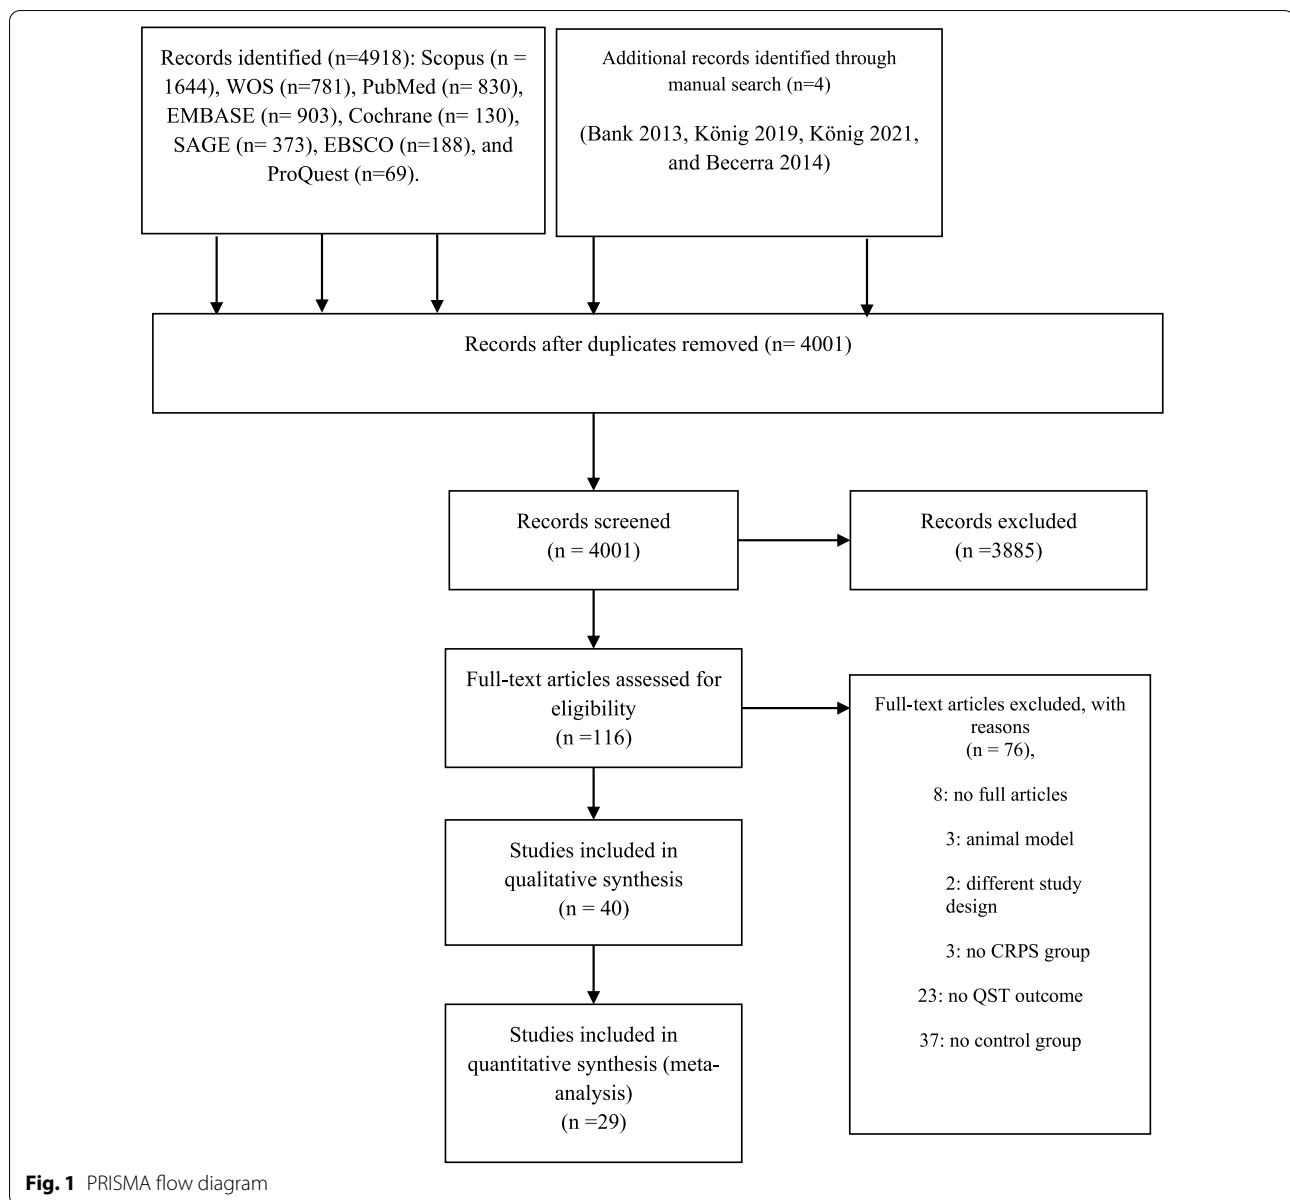 Records identified (n=4918): Scopus (n =
1644), WOS (n=781), PubMed (n= 830),
EMBASE (n= 903), Cochrane (n= 130),
SAGE (n= 373), EBSCO (n=188), and
ProQuest (n=69).
Additional records identified through
manual search (n=4)
(Bank 2013, König 2019, König 2021,
and Becerra 2014)
Records after duplicates removed (n= 4001)
Records screened
(n = 4001)
Records excluded
(n =3885)
Full-text articles assessed for
eligibility
(n =116)
Full-text articles excluded, with
reasons
(n = 76),
8: no full articles
3: animal model
2: different study
design
3: no CRPS group
23: no QST outcome
37: no control group
Studies included in
qualitative synthesis
(n = 40)
Studies included in
quantitative synthesis (meta-
analysis)
(n =29)
Fig. 1 PRISMA flow diagram